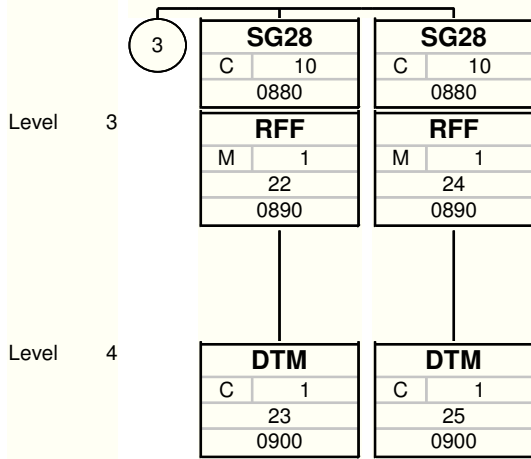 3
SG28 SG28
C 10 C 10
0880 0880
Level 3
RFF RFF
M 1 M 1
22 24
0890 0890
Level 4
DTM DTM
C 1 C 1
23 25
0900 0900